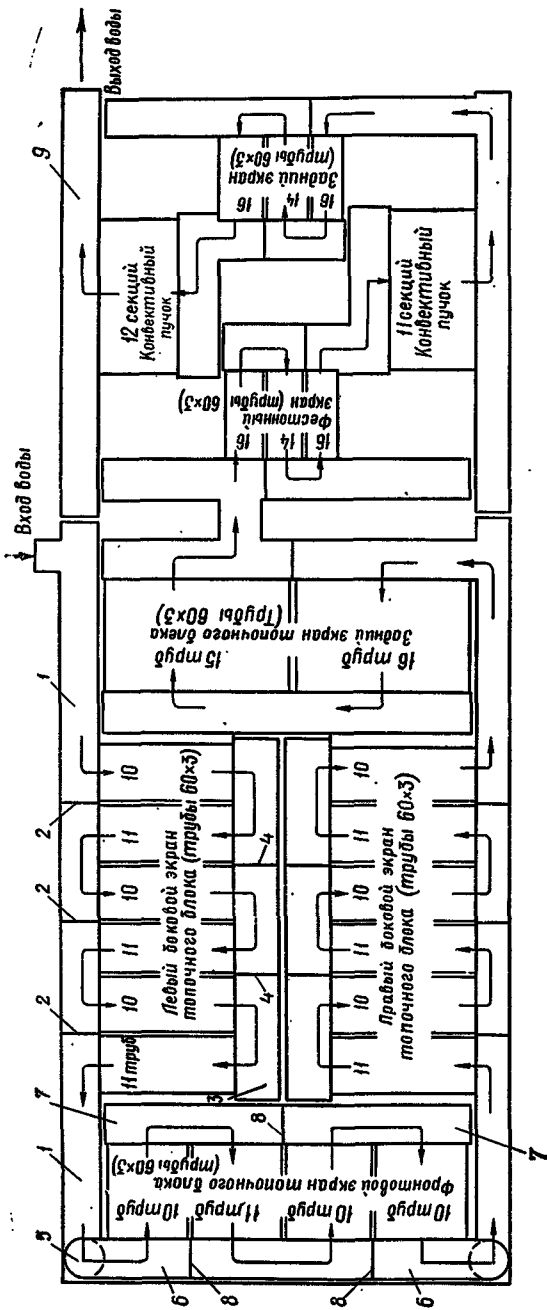 Выход воды
9
12 секций
Конвективный
пучок
Задний экран
(трубы 60×3)
16
14
16
11 секций
Конвективный
пучок
Фестонный
экран (трубы
60×3)
16
14
16
Вход воды
Задний экран топочного блека
(Трубы 60×3)
15 труб
16 труб
1
2
2
2
1
10
11
10
11
10
11 труб
Левый боковой экран
топочного блока (трубы 60×3)
4
4
3
10
11
10
11
10
11
Правый боковой экран
топочного блока (трубы 60×3)
7
8
7
Фронтовой экран топочного блока
(трубы 60×3)
10 труб
11 труб
10 труб
10 труб
5
6
8
8
6